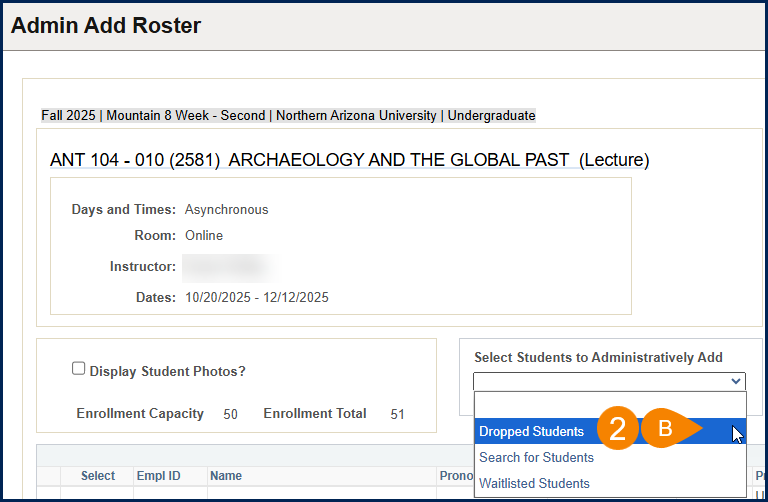 Admin Add Roster
Fall 2025 | Mountain 8 Week - Second | Northern Arizona University | Undergraduate
ANT 104 - 010 (2581) ARCHAEOLOGY AND THE GLOBAL PAST (Lecture)
Days and Times: Asynchronous
Room: Online
Instructor:
Dates: 10/20/2025 - 12/12/2025
Display Student Photos?
Enrollment Capacity 50 Enrollment Total 51
Select Students to Administratively Add
Dropped Students 2 B
Search for Students
Waitlisted Students
Select Empl ID Name Prono